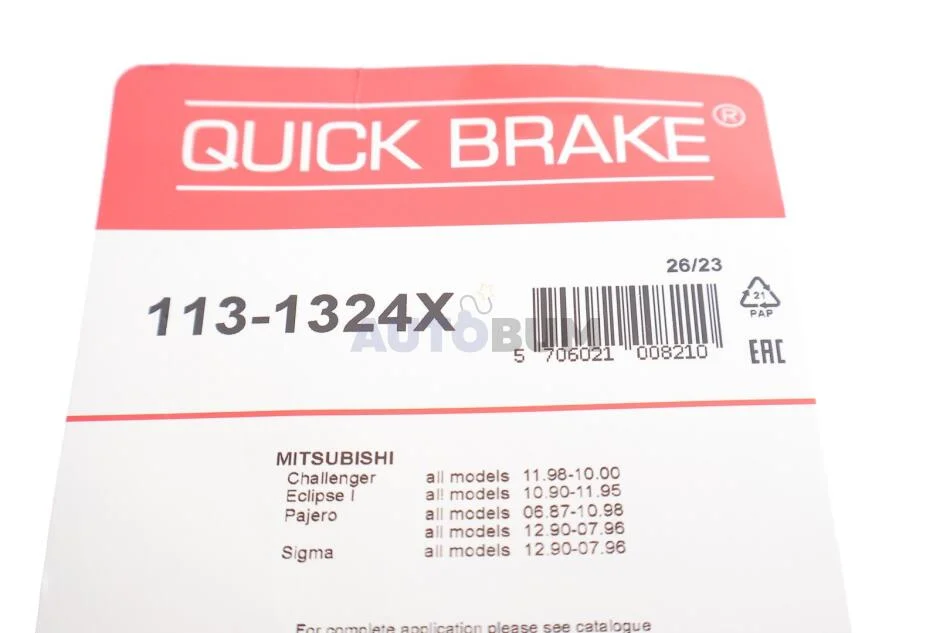 QUICK BRAKE®
26/23
113-1324X
AUTOBUM
5 706021 008210
21
PAP
EAC
MITSUBISHI
Challenger all models 11.98-10.00
Eclipse I all models 10.90-11.95
Pajero all models 06.87-10.98
all models 12.90-07.96
Sigma all models 12.90-07.96
For complete application please see catalogue